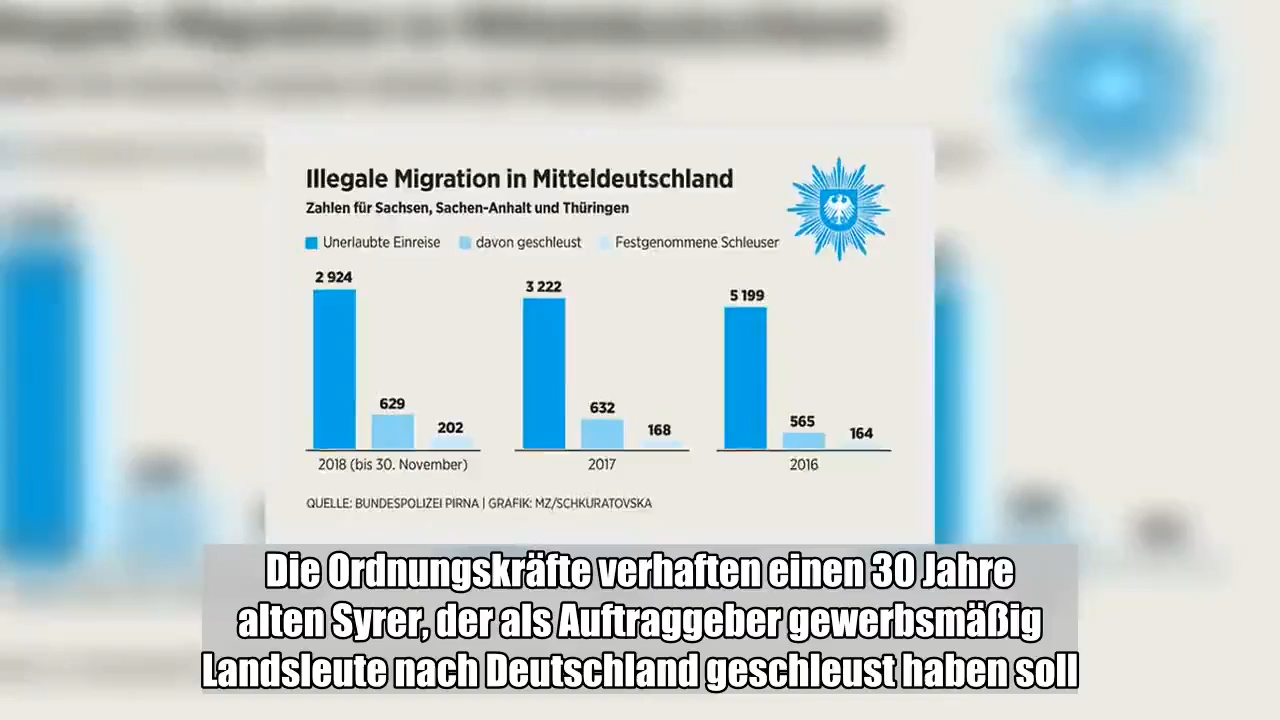 Illegale Migration in Mitteldeutschland
Zahlen für Sachsen, Sachen-Anhalt und Thüringen
Unerlaubte Einreise davon geschleust Festgenommene Schleuser
2 924
629
202
2018 (bis 30. November)
3 222
632
168
2017
5 199
565
164
2016
QUELLE: BUNDESPOLIZEI PIRNA | GRAFIK: MZ/SCHKURATOVSKA
Die Ordnungskräfte verhaften einen 30 Jahre
alten Syrer, der als Auftraggeber gewerbsmäßig
Landsleute nach Deutschland geschleust haben soll